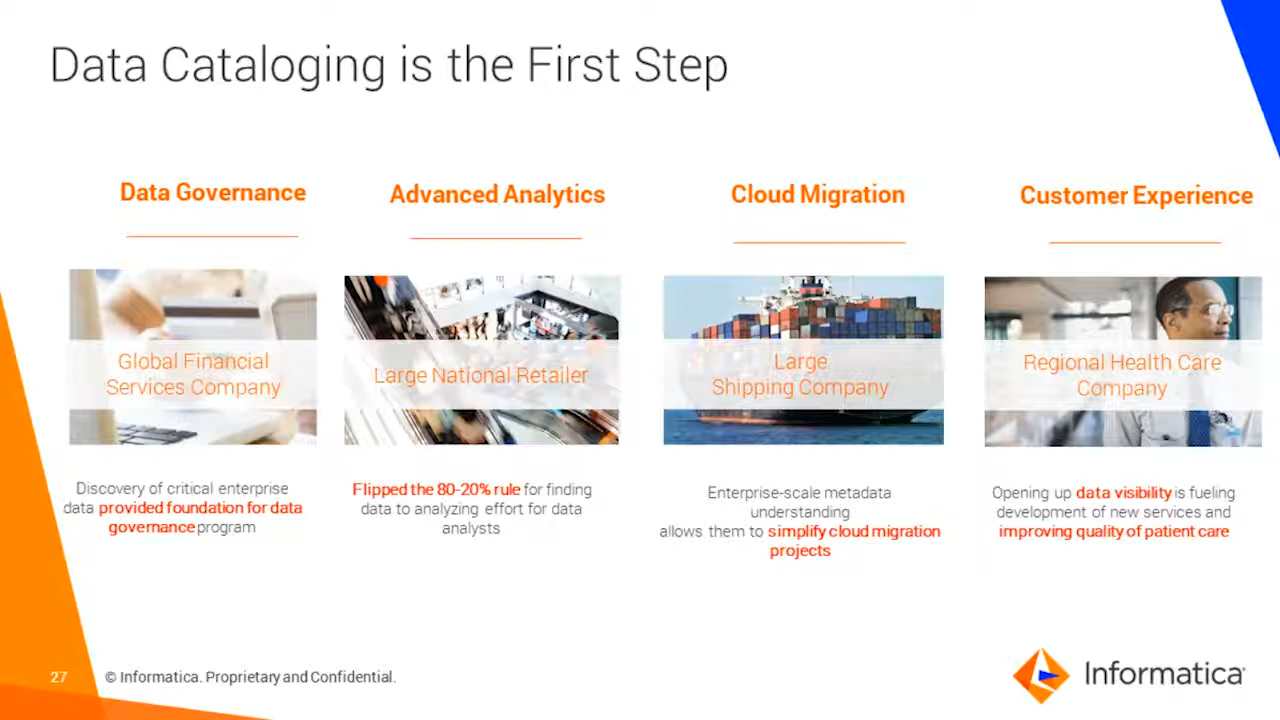 Data Cataloging is the First Step
Data Governance
Global Financial
Services Company
Discovery of critical enterprise
data provided foundation for data
governance program
Advanced Analytics
Large National Retailer
Flipped the 80-20% rule for finding
data to analyzing effort for data
analysts
Cloud Migration
Large
Shipping Company
Enterprise-scale metadata
understanding
allows them to simplify cloud migration
projects
Customer Experience
Regional Health Care
Company
Opening up data visibility is fueling
development of new services and
improving quality of patient care
27
© Informatica. Proprietary and Confidential.
Informatica